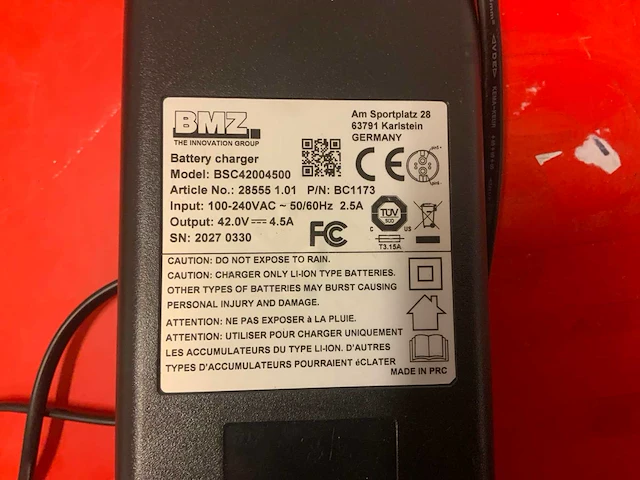 BMZ
THE INNOVATION GROUP
Am Sportplatz 28
63791 Karlstein
GERMANY
Battery charger
Model: BSC42004500
Article No.: 28555 1.01 P/N: BC1173
Input: 100-240VAC ~ 50/60Hz 2.5A
Output: 42.0V⎓4.5A
SN: 2027 0330
CE
FC
TÜV
SÜD
C US
T3.15A
CAUTION: DO NOT EXPOSE TO RAIN.
CAUTION: CHARGER ONLY LI-ION TYPE BATTERIES.
OTHER TYPES OF BATTERIES MAY BURST CAUSING
PERSONAL INJURY AND DAMAGE.
ATTENTION: NE PAS EXPOSER à LA PLUIE.
ATTENTION: UTILISER POUR CHARGER UNIQUEMENT
LES ACCUMULATEURS DU TYPE LI-ION. D'AUTRES
TYPES D'ACCUMULATEURS POURRAIENT éCLATER
MADE IN PRC